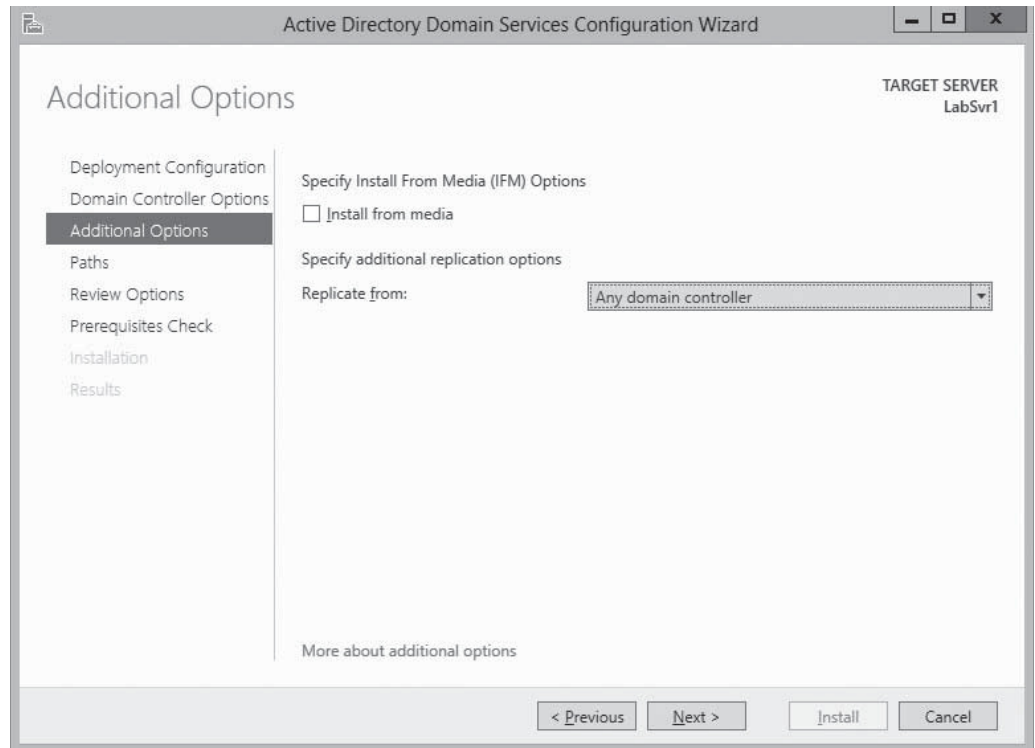 Active Directory Domain Services Configuration Wizard
Additional Options
TARGET SERVER
LabSvr1
Deployment Configuration
Domain Controller Options
Additional Options
Paths
Review Options
Prerequisites Check
Installation
Results
Specify Install From Media (IFM) Options
Install from media
Specify additional replication options
Replicate from:
Any domain controller
More about additional options
< Previous
Next >
Install
Cancel